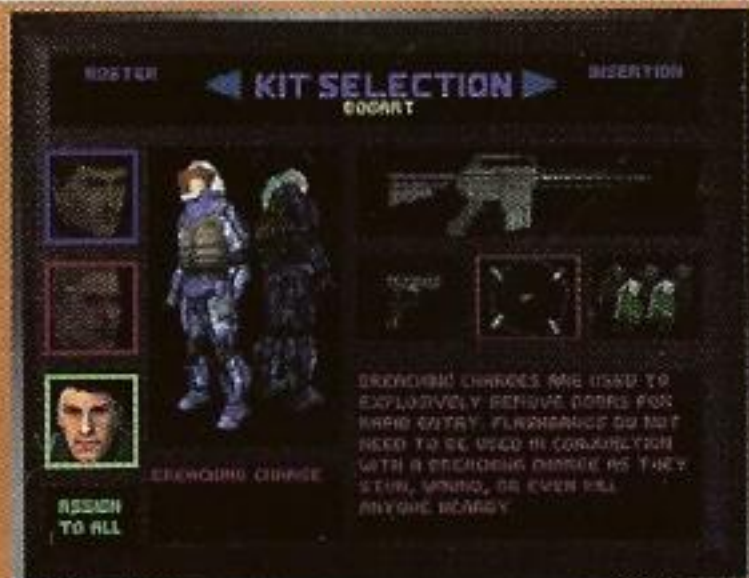 ROSTER
KIT SELECTION
INSERTION
BOGART
BREACHING CHARGES ARE USED TO
EXPLOSIVELY REMOVE DOORS FOR
RAPID ENTRY. FLASHBANGS DO NOT
NEED TO BE USED IN CONJUNCTION
WITH A BREACHING CHARGE AS THEY
STUN, WOUND, OR EVEN KILL
ANYONE NEARBY
BREACHING CHARGE
ASSIGN
TO ALL